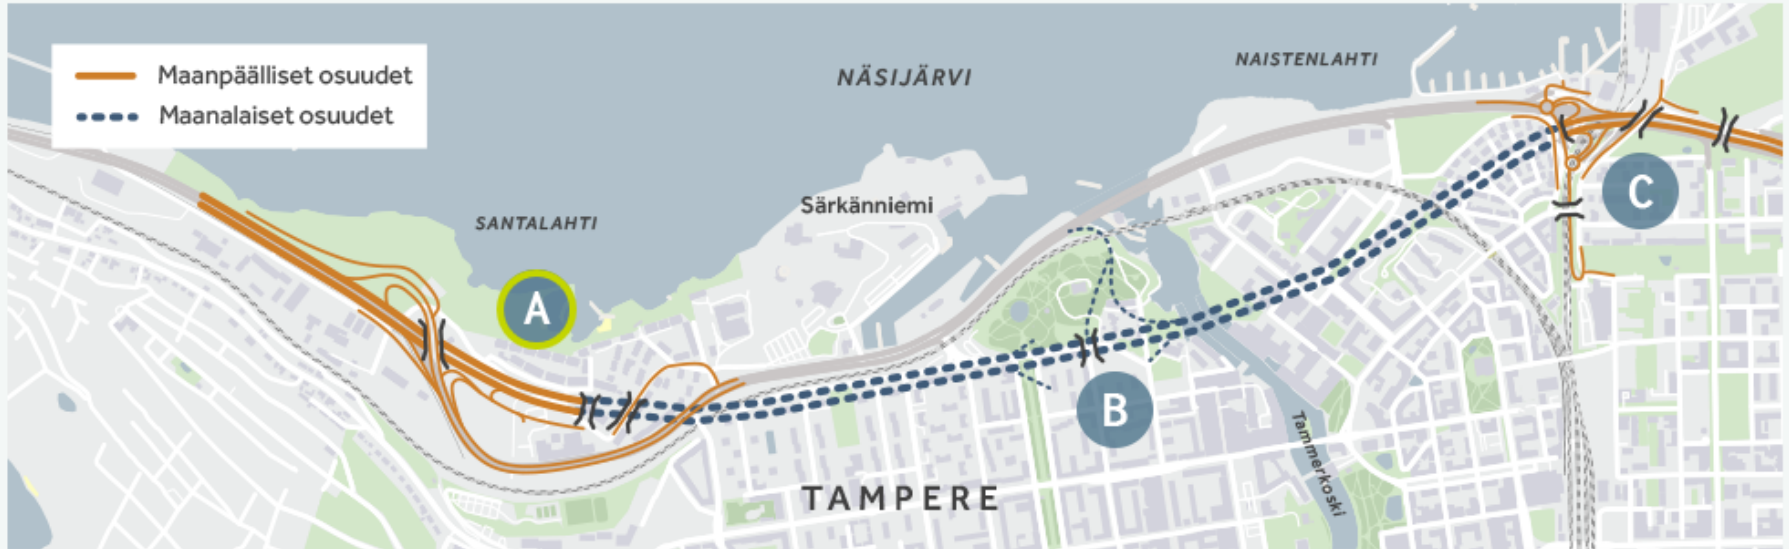 Maanpäälliset osuudet
Maanalaiset osuudet
NÄSIJÄRVI
NAISTENLAHTI
SANTALAHTI
Särkänniemi
A
B
C
TAMPERE
Tammerkoski